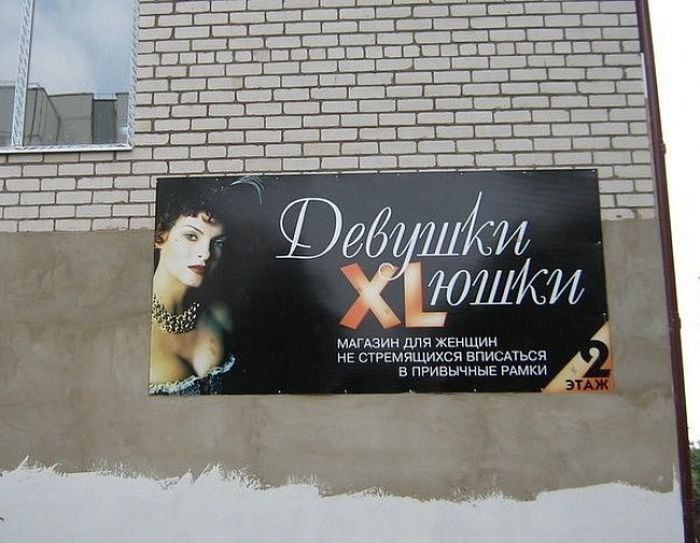 Девушки
XLюшки
МАГАЗИН ДЛЯ ЖЕНЩИН
НЕ СТРЕМЯЩИХСЯ ВПИСАТЬСЯ
В ПРИВЫЧНЫЕ РАМКИ
2
ЭТАЖ